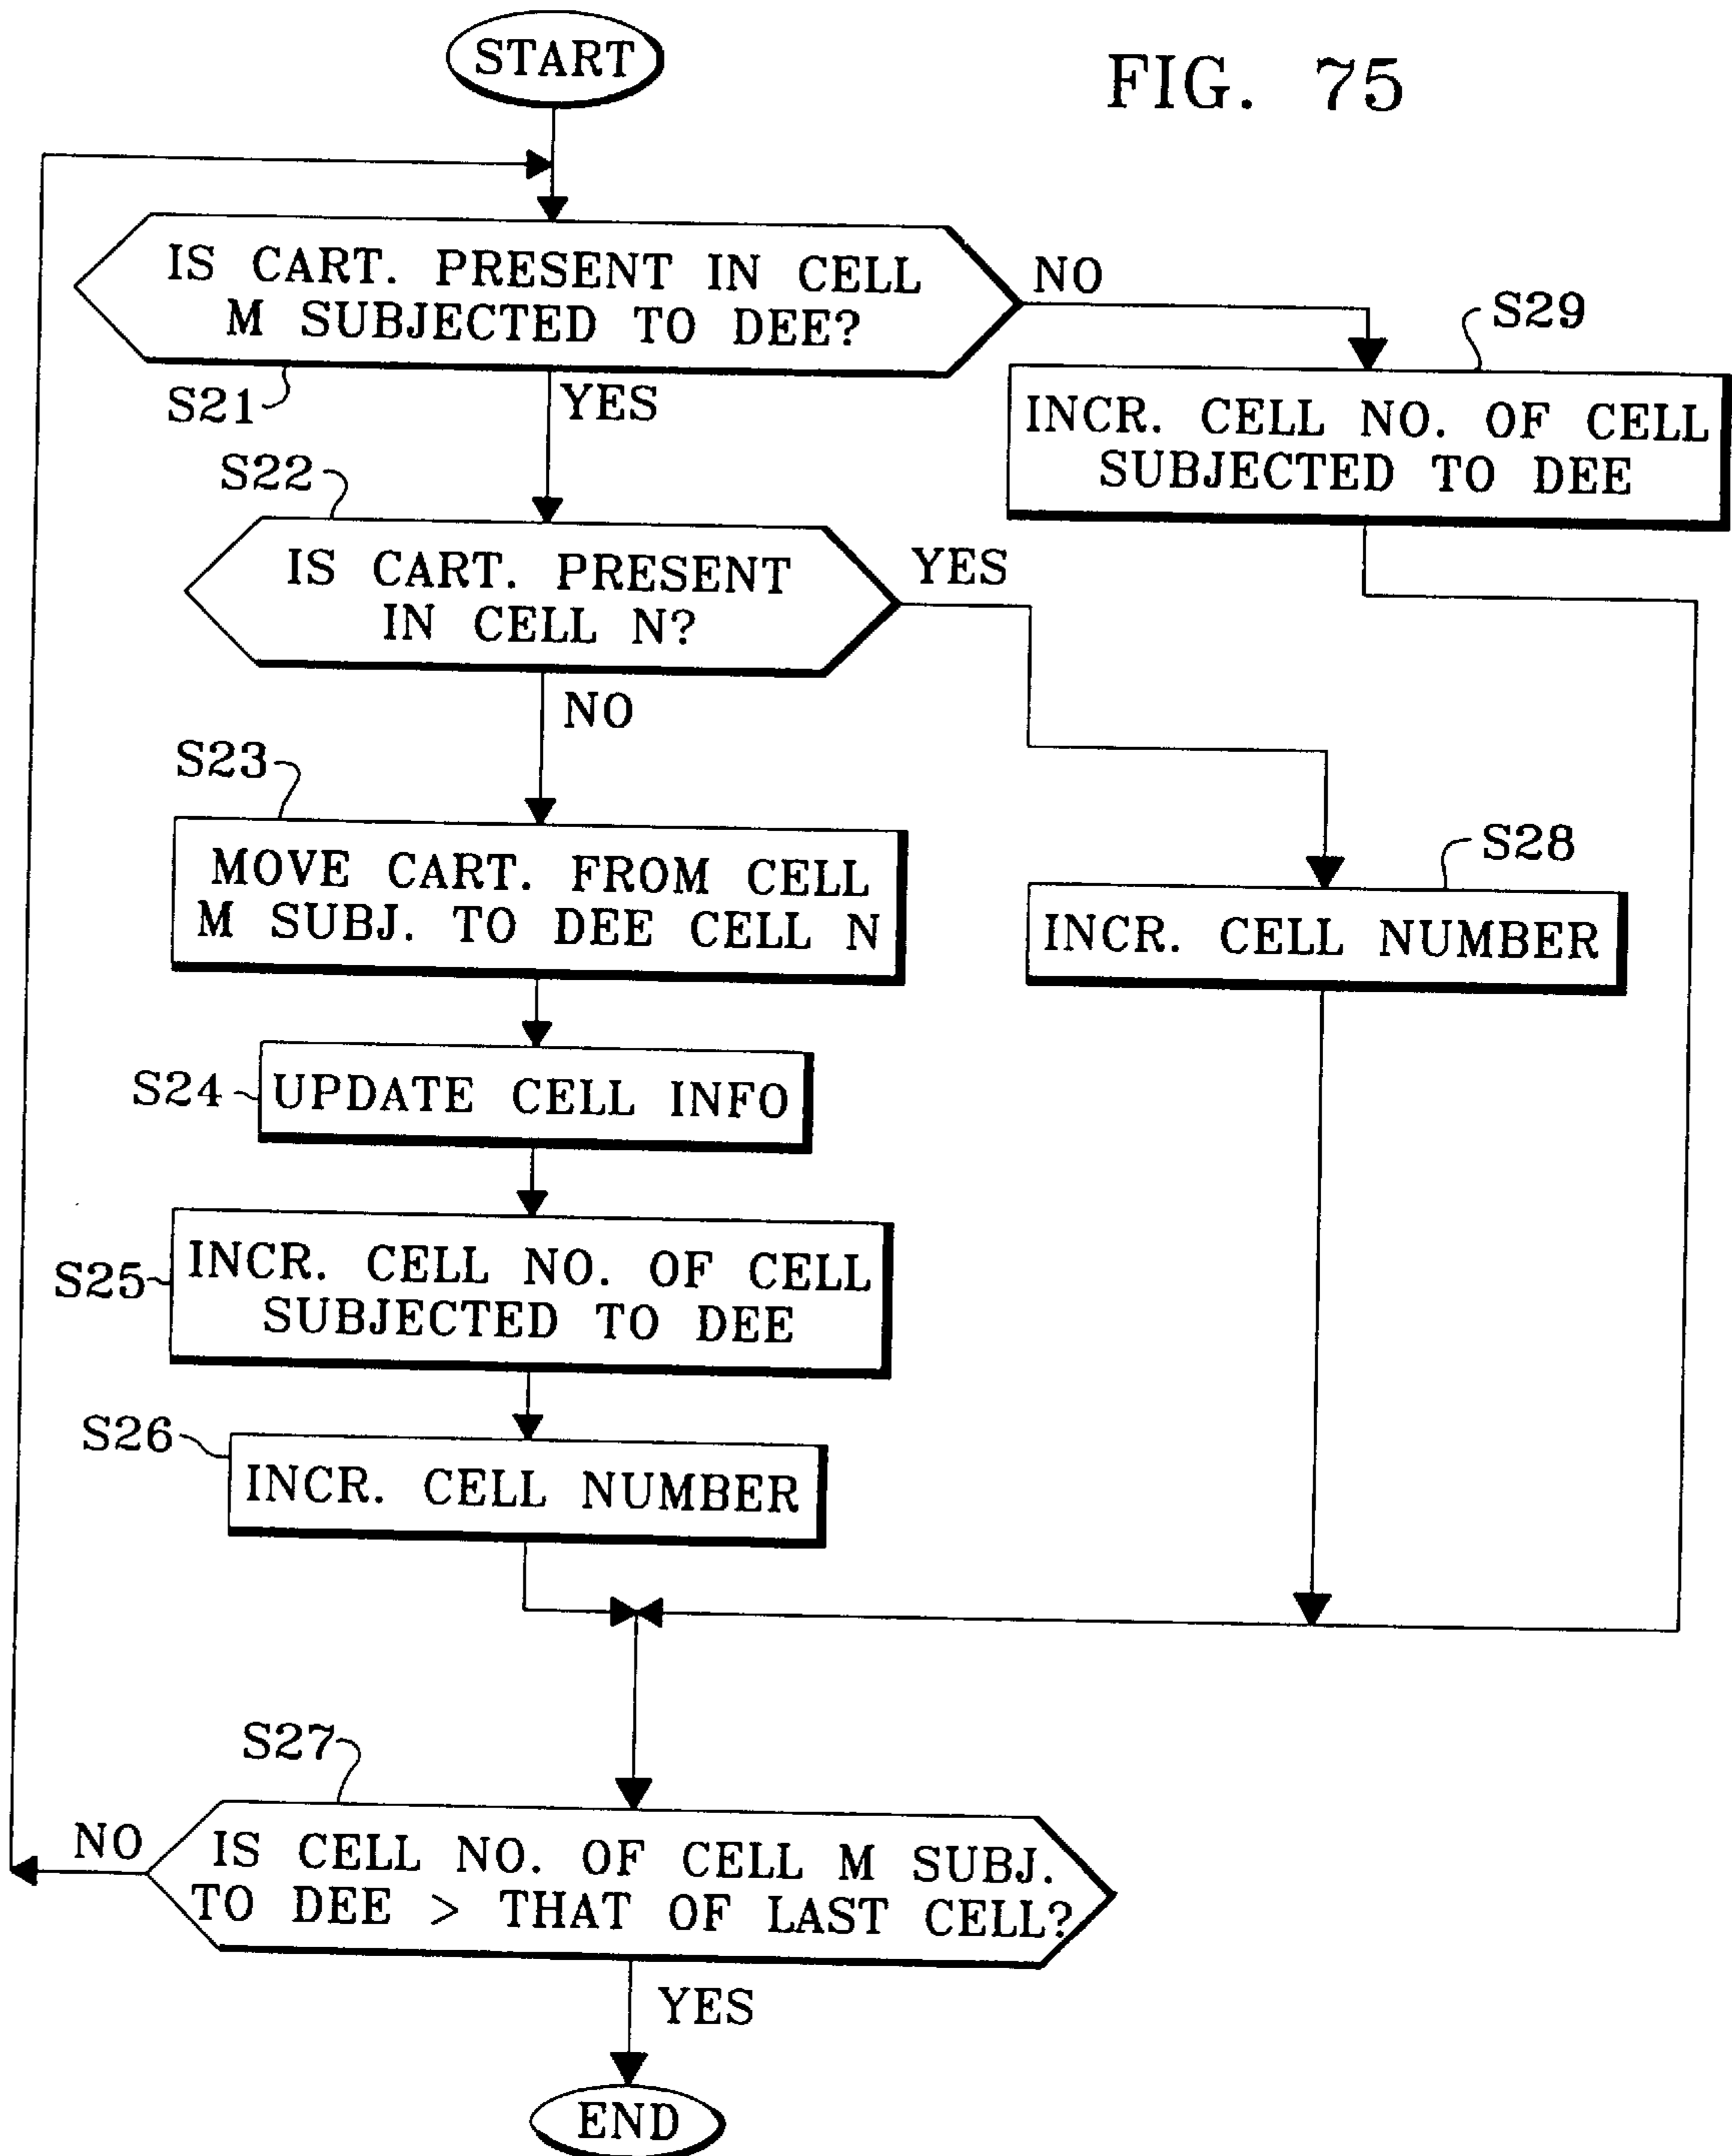 START
FIG. 75
IS CART. PRESENT IN CELL
M SUBJECTED TO DEE?
NO
S21
YES
S29
INCR. CELL NO. OF CELL
SUBJECTED TO DEE
S22
IS CART. PRESENT
IN CELL N?
YES
NO
S23
MOVE CART. FROM CELL
M SUBJ. TO DEE CELL N
S28
INCR. CELL NUMBER
S24
UPDATE CELL INFO
S25
INCR. CELL NO. OF CELL
SUBJECTED TO DEE
S26
INCR. CELL NUMBER
S27
NO
IS CELL NO. OF CELL M SUBJ.
TO DEE > THAT OF LAST CELL?
YES
END